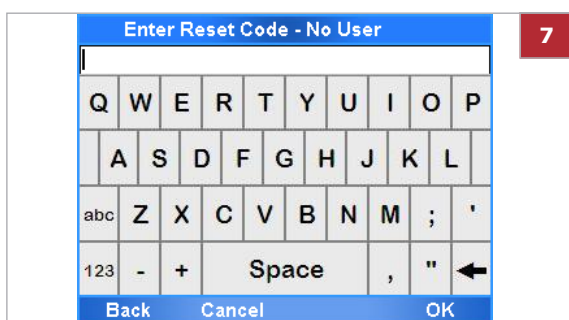 Enter Reset Code - No User
7
Q W E R T Y U I O P
A S D F G H J K L
abc Z X C V B N M ; '
123 - + Space , " ←
Back Cancel OK